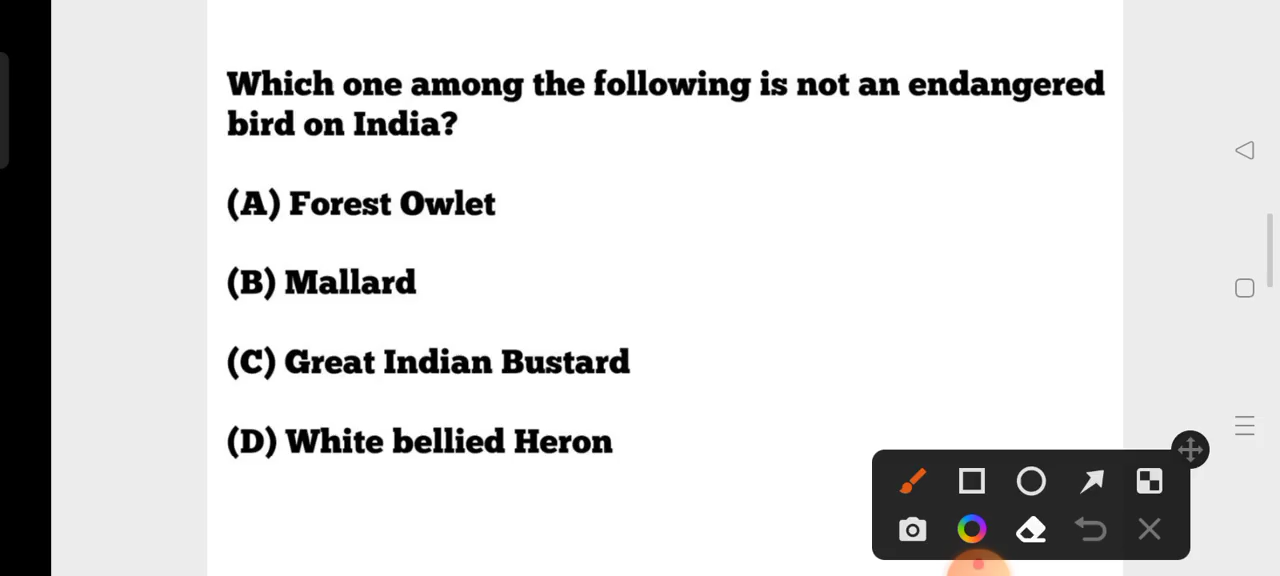 Which one among the following is not an endangered
bird on India?
(A) Forest Owlet
(B) Mallard
(C) Great Indian Bustard
(D) White bellied Heron